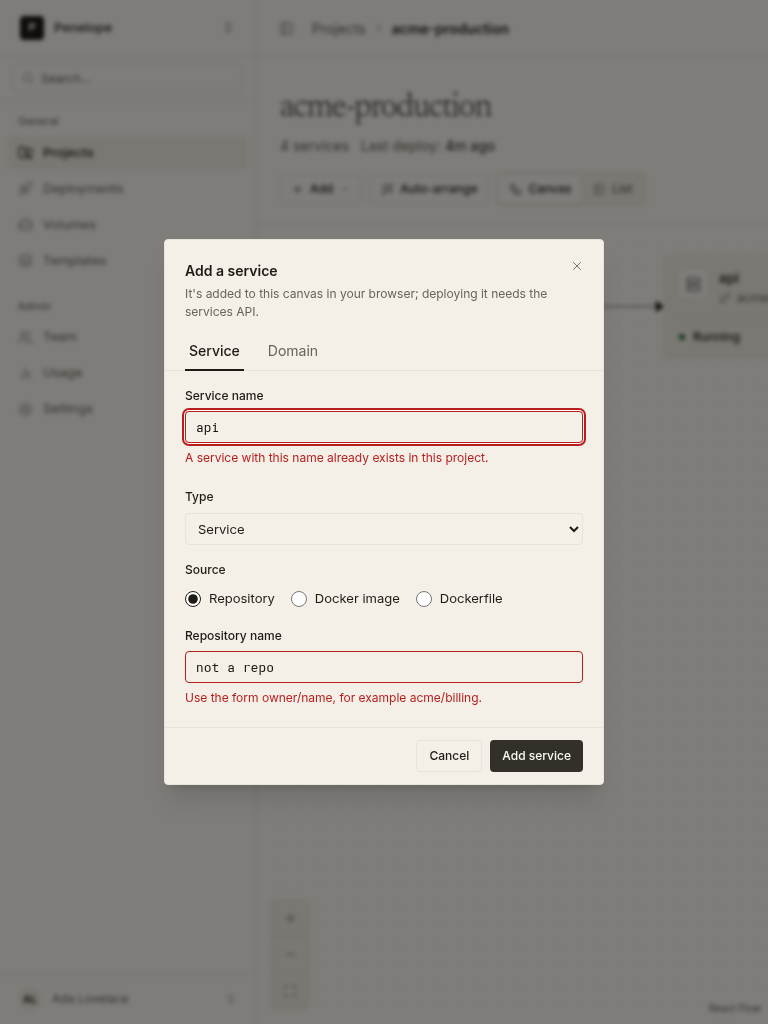 Penelope
Projects
acme-production
Search...
General
Projects
Deployments
Volumes
Templates
Admin
Team
Usage
Settings
acme-production
4 services Last deploy: 4m ago
Add
Auto-arrange
Canvas
List
api
acme
Running
Add a service
It's added to this canvas in your browser; deploying it needs the
services API.
Service
Domain
Service name
api
A service with this name already exists in this project.
Type
Service
Source
Repository
Docker image
Dockerfile
Repository name
not a repo
Use the form owner/name, for example acme/billing.
Cancel
Add service
AL
Ada Lovelace
React Flow